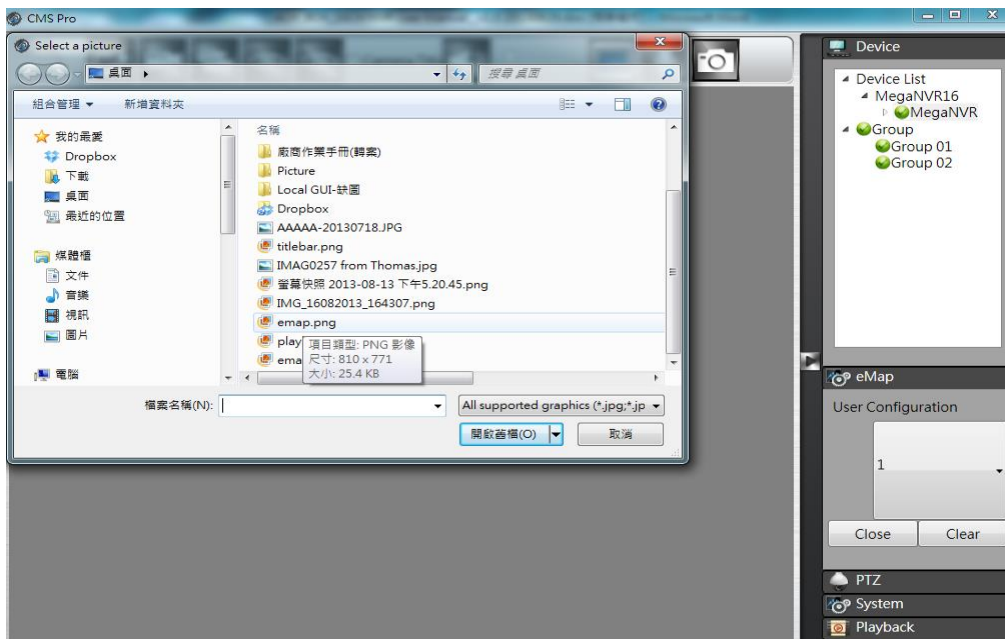 CMS Pro
Select a picture
桌面
搜尋 桌面
組合管理
新增資料夾
我的最愛
Dropbox
下載
桌面
最近的位置
媒體櫃
文件
音樂
視訊
圖片
電腦
名稱
廠商作業手冊(轉案)
Picture
Local GUI-缺圖
Dropbox
AAAAA-20130718.JPG
titlebar.png
IMAG0257 from Thomas.jpg
螢幕快照 2013-08-13 下午5.20.45.png
IMG_16082013_164307.png
emap.png
play
ema
項目類型: PNG 影像
尺寸: 810 x 771
大小: 25.4 KB
檔案名稱(N):
All supported graphics (*.jpg;*.jp
開啟舊檔(O)
取消
Device
Device List
MegaNVR16
MegaNVR
Group
Group 01
Group 02
eMap
User Configuration
1
Close
Clear
PTZ
System
Playback